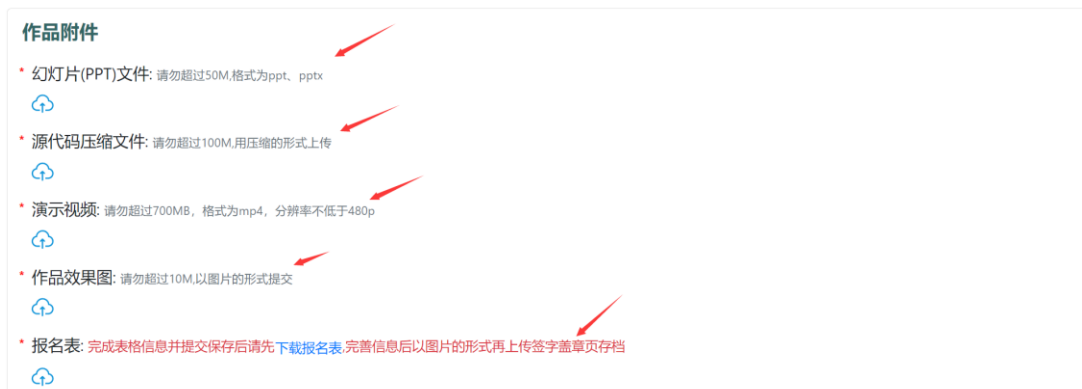 作品附件
* 幻灯片(PPT)文件: 请勿超过50M,格式为ppt、pptx
* 源代码压缩文件: 请勿超过100M,用压缩的形式上传
* 演示视频: 请勿超过700MB，格式为mp4，分辨率不低于480p
* 作品效果图: 请勿超过10M,以图片的形式提交
* 报名表: 完成表格信息并提交保存后请先下载报名表,完善信息后以图片的形式再上传签字盖章页存档